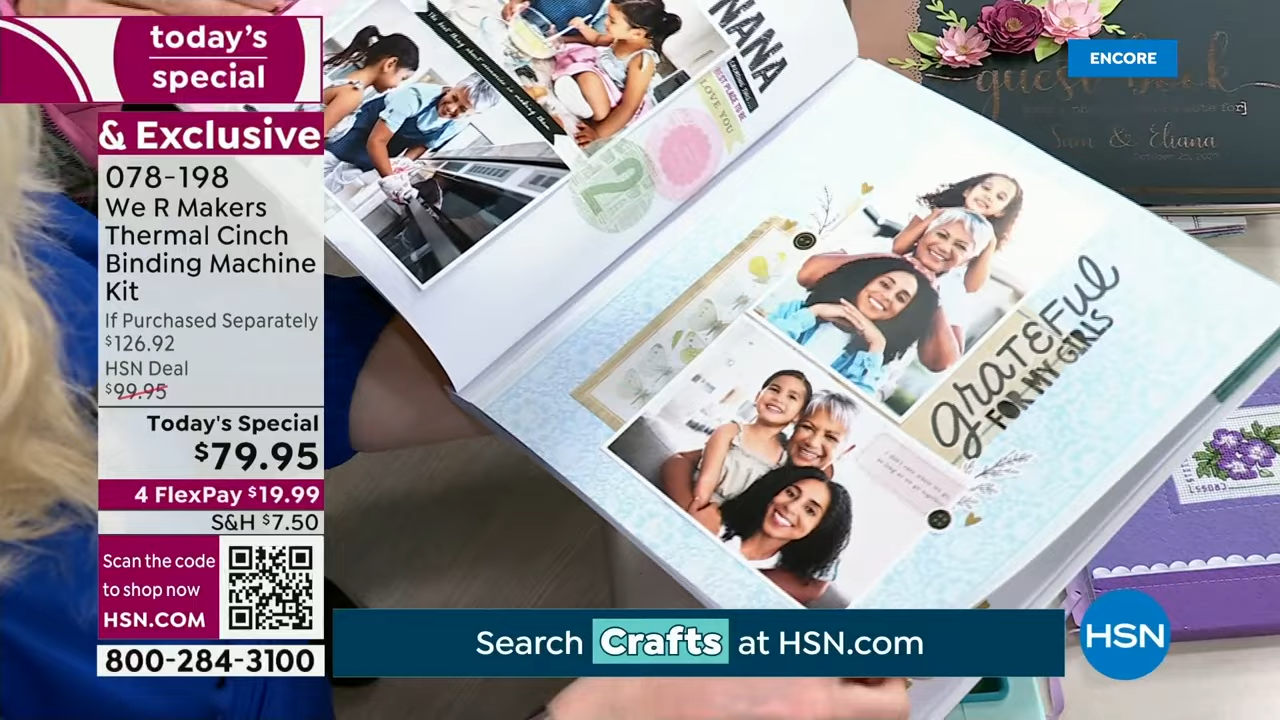 today's
special
& Exclusive
078-198
We R Makers
Thermal Cinch
Binding Machine
Kit
If Purchased Separately
$126.92
HSN Deal
$99.95
Today's Special
$79.95
4 FlexPay $19.99
S&H $7.50
Scan the code
to shop now
HSN.COM
800-284-3100
NANA
LOVE YOU
2
GRATEFUL
FOR MY GIRLS
guest book
Sam & Eliana
ENCORE
Search Crafts at HSN.com
HSN